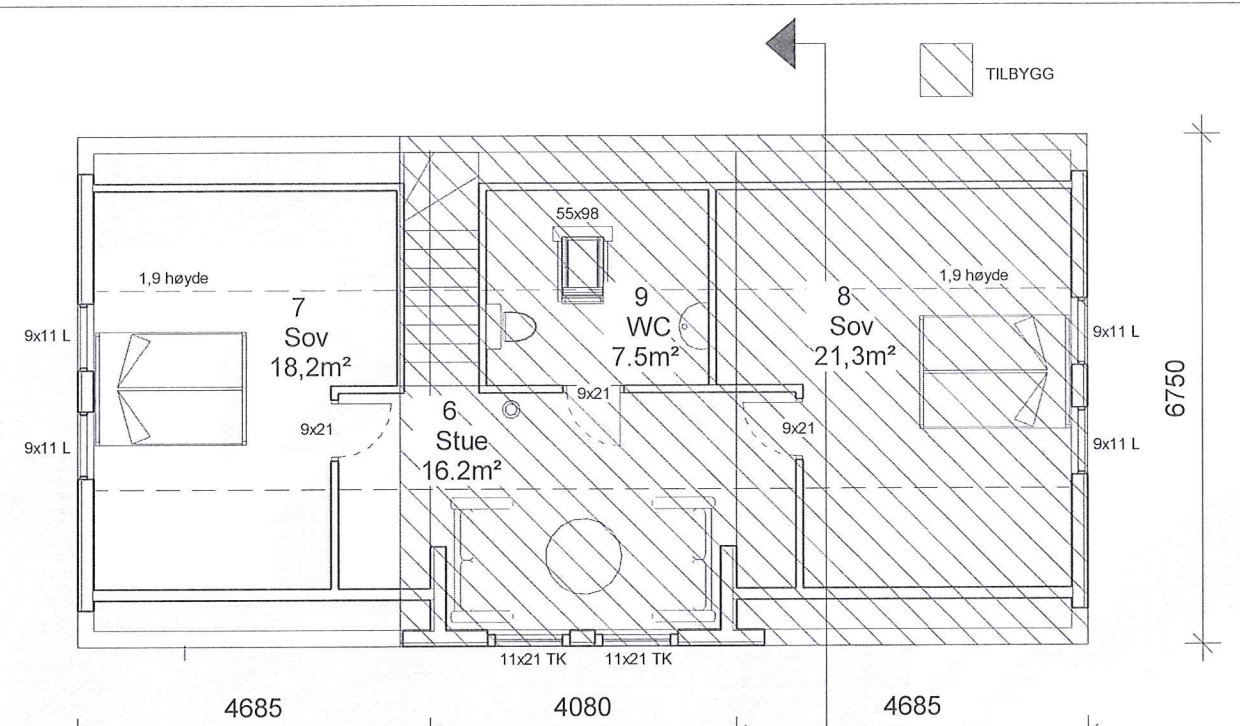 TILBYGG
55x98
1,9 høyde
1,9 høyde
7
Sov
18,2m²
9
WC
7.5m²
8
Sov
21,3m²
9x11 L
9x11 L
6750
9x21
6
Stue
16.2m²
9x21
9x21
9x11 L
9x11 L
11x21 TK
11x21 TK
4685
4080
4685